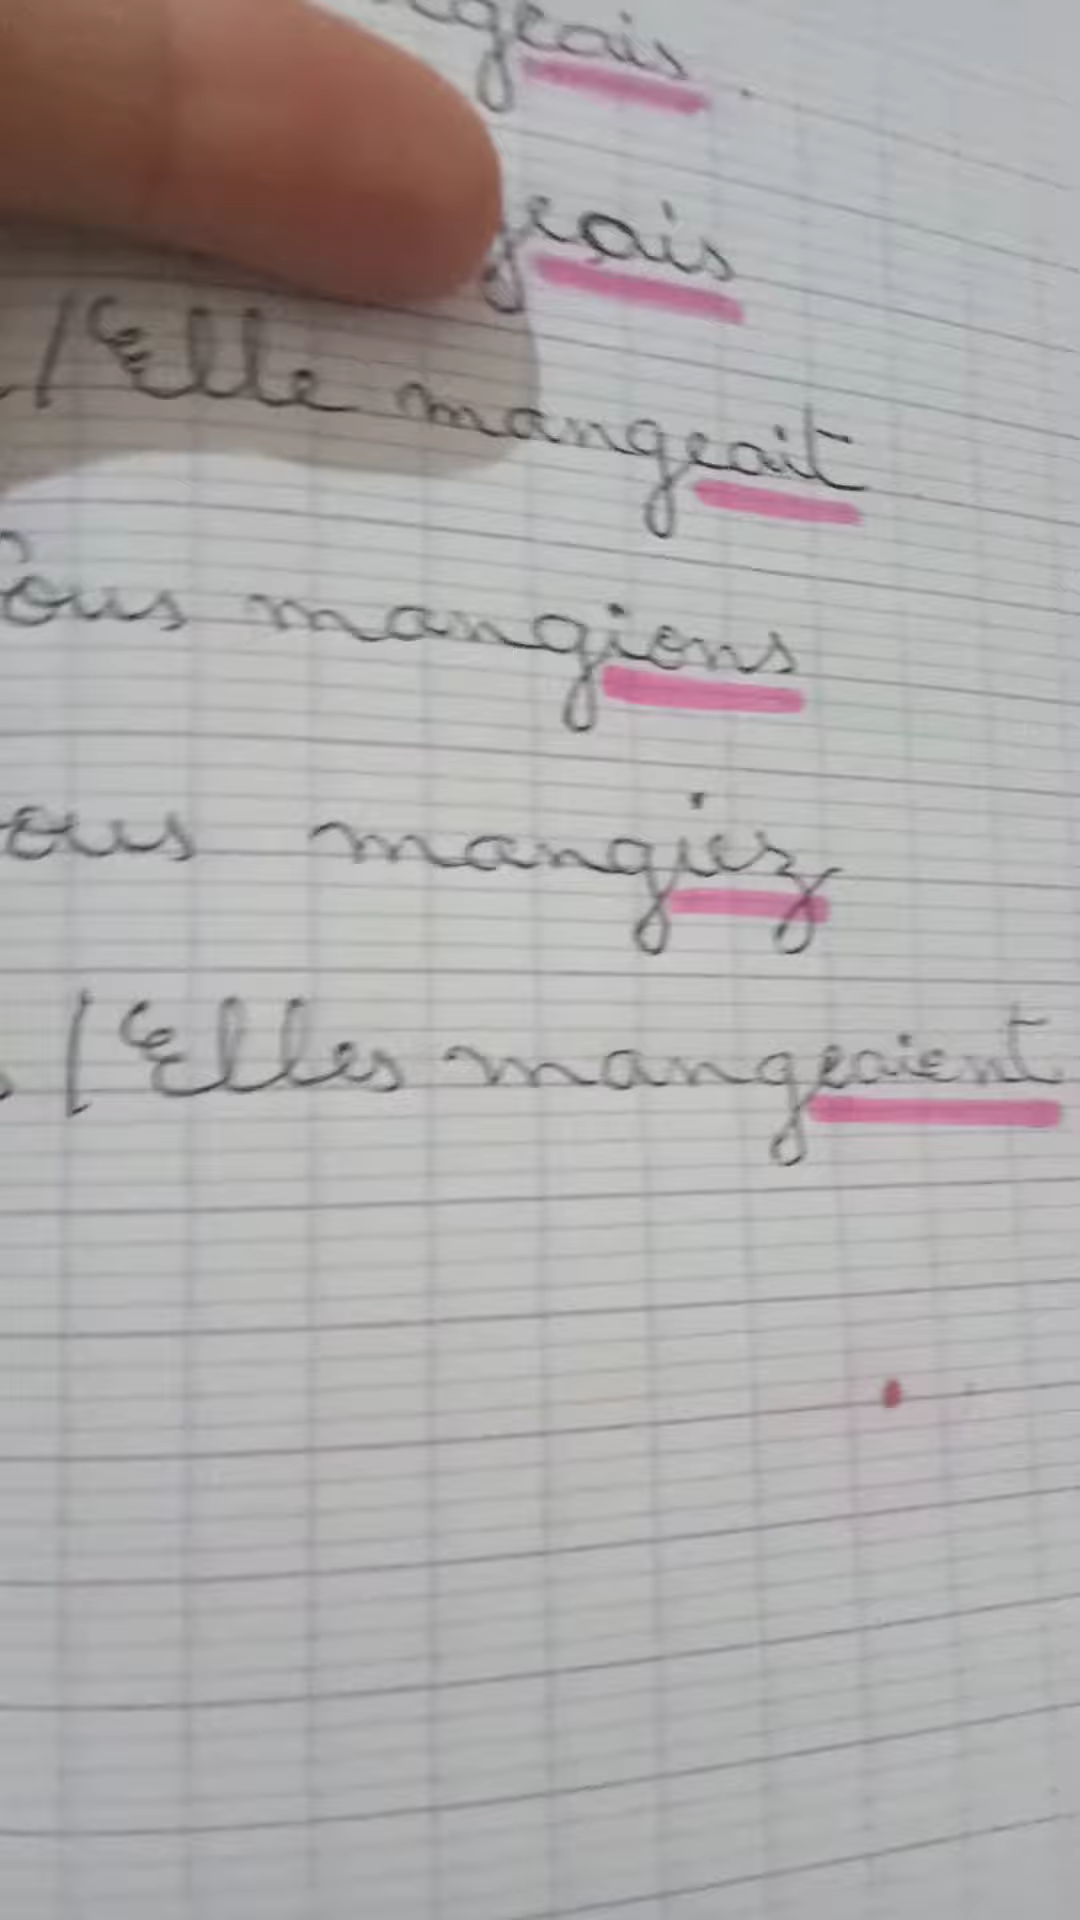 geais.
geais
/ Elle mangeait
ous mangions
ous mangiez
/ Elles mangeaient